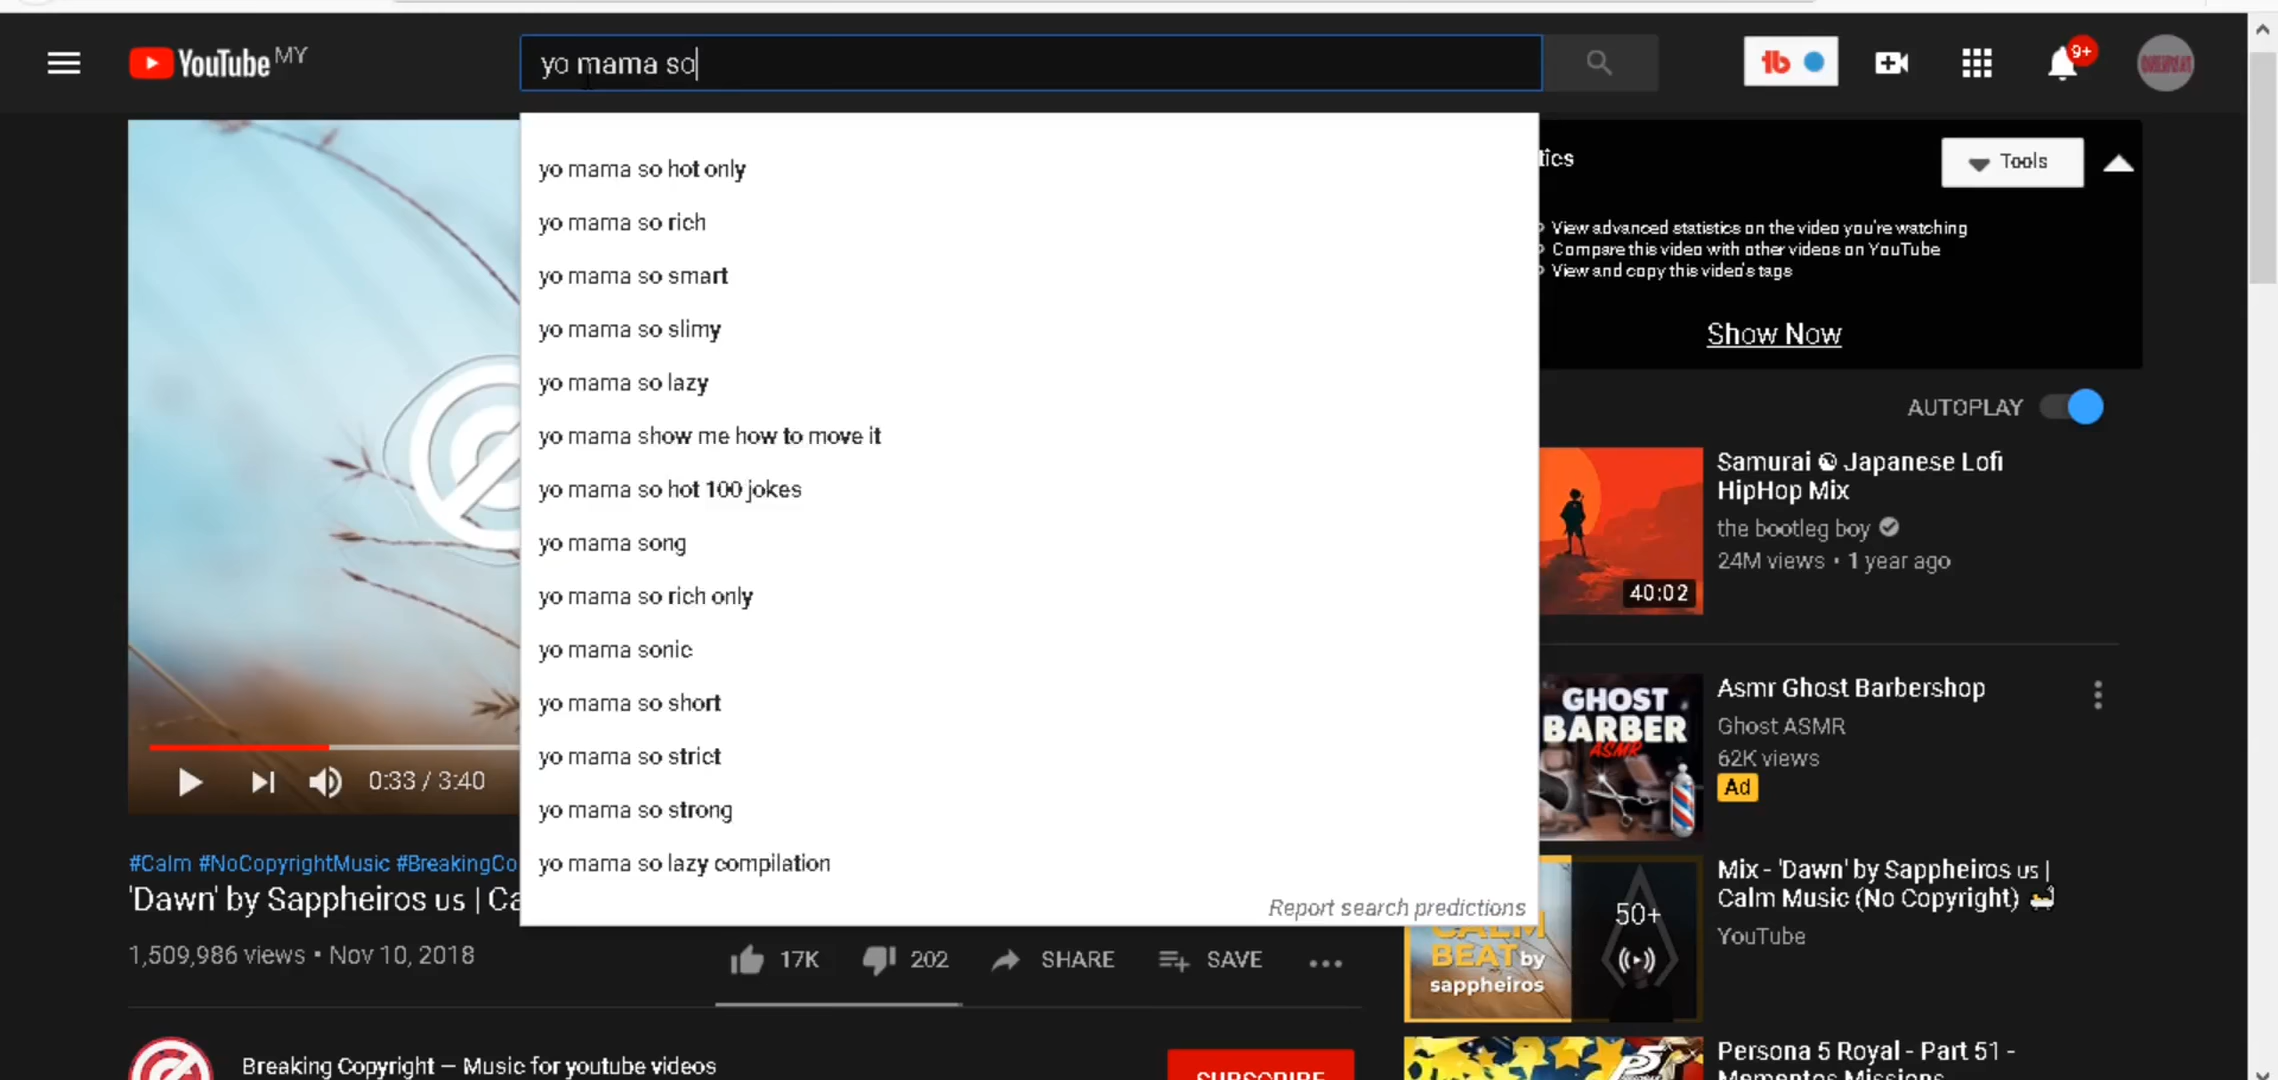 YouTube MY
yo mama so
9+
yo mama so hot only
yo mama so rich
yo mama so smart
yo mama so slimy
yo mama so lazy
yo mama show me how to move it
yo mama so hot 100 jokes
yo mama song
yo mama so rich only
yo mama sonic
yo mama so short
yo mama so strict
yo mama so strong
yo mama so lazy compilation
Report search predictions
tics
Tools
View advanced statistics on the video you're watching
Compare this video with other videos on YouTube
View and copy this video's tags
Show Now
AUTOPLAY
Samurai ☯ Japanese Lofi
HipHop Mix
the bootleg boy
24M views • 1 year ago
40:02
GHOST
BARBER
ASMR
Asmr Ghost Barbershop
Ghost ASMR
62K views
Ad
CALM
BEAT by
sappheiros
50+
Mix - 'Dawn' by Sappheiros us |
Calm Music (No Copyright)
YouTube
Persona 5 Royal - Part 51 -
Mementos Missions
0:33 / 3:40
#Calm #NoCopyrightMusic #BreakingCo
'Dawn' by Sappheiros us | Ca
1,509,986 views • Nov 10, 2018
17K 202 SHARE SAVE
Breaking Copyright — Music for youtube videos
SUBSCRIBE